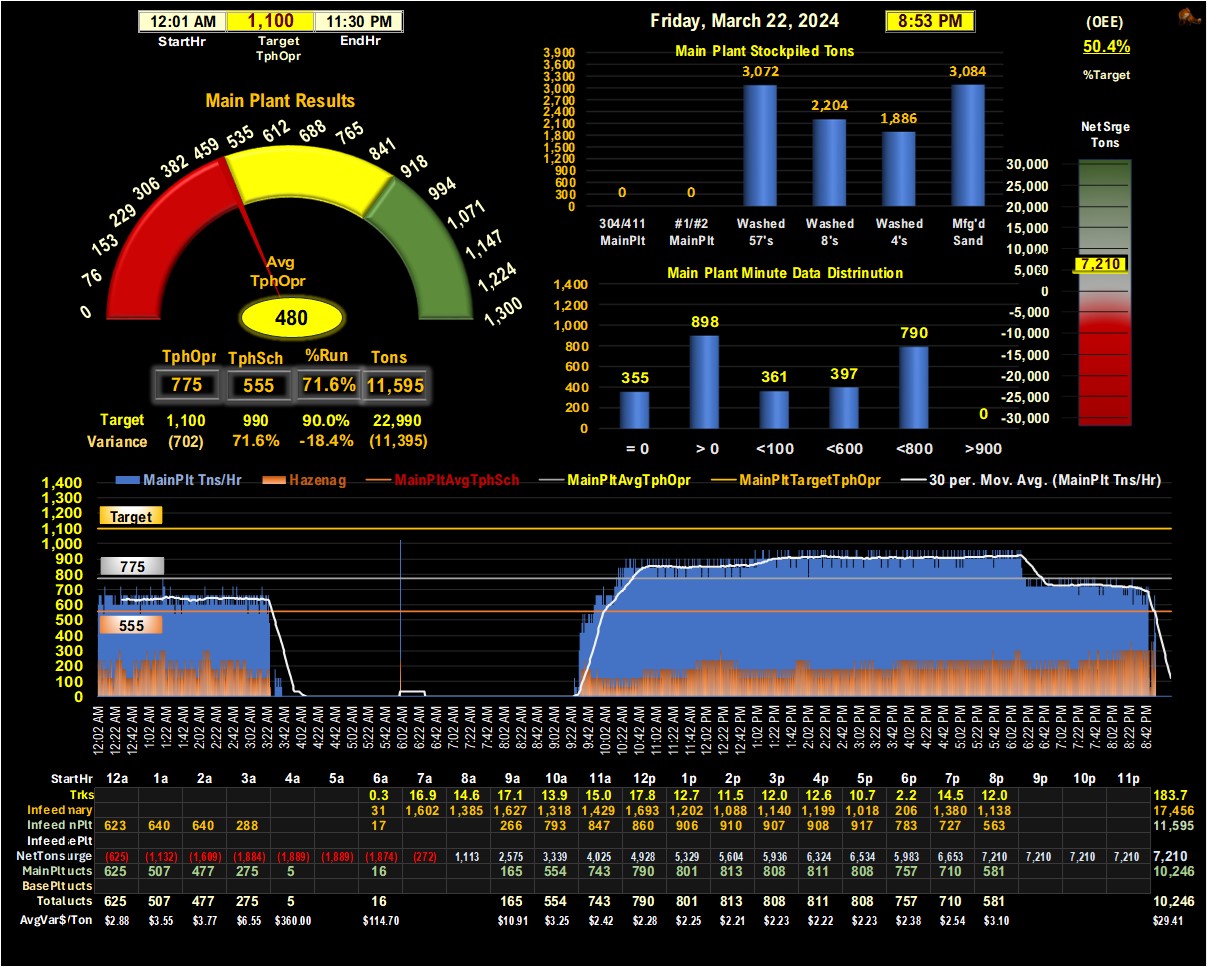 12:01 AM 1,100 11:30 PM
StartHr Target TphOpr EndHr
Friday, March 22, 2024 8:53 PM
(OEE)
50.4%
%Target
Main Plant Results
0 76 153 229 306 382 459 535 612 688 765 841 918 994 1,071 1,147 1,224 1,300
Avg
TphOpr
480
TphOpr TphSch %Run Tons
775 555 71.6% 11,595
Target 1,100 990 90.0% 22,990
Variance (702) 71.6% -18.4% (11,395)
Main Plant Stockpiled Tons
3,900
3,600
3,300
3,000
2,700
2,400
2,100
1,800
1,500
1,200
900
600
300
0
0 0 3,072 2,204 1,886 3,084
304/411 #1/#2 Washed Washed Washed Mfg'd
MainPlt MainPlt 57's 8's 4's Sand
Main Plant Minute Data Distrinution
1,400
1,200
1,000
800
600
400
200
0
355 898 361 397 790 0
= 0 > 0 <100 <600 <800 >900
Net Srge
Tons
30,000
25,000
20,000
15,000
10,000
5,000
0
-5,000
-10,000
-15,000
-20,000
-25,000
-30,000
7,210
MainPlt Tns/Hr Hazenag MainPltAvgTphSch MainPltAvgTphOpr MainPltTargetTphOpr 30 per. Mov. Avg. (MainPlt Tns/Hr)
1,400
1,300
1,200
1,100
1,000
900
800
700
600
500
400
300
200
100
0
Target
775
555
12:02 AM 12:22 AM 12:42 AM 1:02 AM 1:22 AM 1:42 AM 2:02 AM 2:22 AM 2:42 AM 3:02 AM 3:22 AM 3:42 AM 4:02 AM 4:22 AM 4:42 AM 5:02 AM 5:22 AM 5:42 AM 6:02 AM 6:22 AM 6:42 AM 7:02 AM 7:22 AM 7:42 AM 8:02 AM 8:22 AM 8:42 AM 9:02 AM 9:22 AM 9:42 AM 10:02 AM 10:22 AM 10:42 AM 11:02 AM 11:22 AM 11:42 AM 12:02 PM 12:22 PM 12:42 PM 1:02 PM 1:22 PM 1:42 PM 2:02 PM 2:22 PM 2:42 PM 3:02 PM 3:22 PM 3:42 PM 4:02 PM 4:22 PM 4:42 PM 5:02 PM 5:22 PM 5:42 PM 6:02 PM 6:22 PM 6:42 PM 7:02 PM 7:22 PM 7:42 PM 8:02 PM 8:22 PM 8:42 PM
StartHr 12a 1a 2a 3a 4a 5a 6a 7a 8a 9a 10a 11a 12p 1p 2p 3p 4p 5p 6p 7p 8p 9p 10p 11p
Trks 0.3 16.9 14.6 17.1 13.9 15.0 17.8 12.7 11.5 12.0 12.6 10.7 2.2 14.5 12.0 183.7
Infeed nary 31 1,602 1,385 1,627 1,318 1,429 1,693 1,202 1,088 1,140 1,199 1,018 206 1,380 1,138 17,456
Infeed nPlt 623 640 640 288 17 266 793 847 860 906 910 907 908 917 783 727 563 11,595
Infeed ePlt
NetTons urge (625) (1,132) (1,609) (1,884) (1,889) (1,889) (1,874) (272) 1,113 2,575 3,339 4,025 4,928 5,329 5,604 5,936 6,324 6,534 5,983 6,653 7,210 7,210 7,210 7,210 7,210
MainPlt ucts 625 507 477 275 5 16 165 554 743 790 801 813 808 811 808 757 710 581 10,246
BasePlt ucts
Total ucts 625 507 477 275 5 16 165 554 743 790 801 813 808 811 808 757 710 581 10,246
AvgVar$/Ton $2.88 $3.55 $3.77 $6.55 $360.00 $114.70 $10.91 $3.25 $2.42 $2.28 $2.25 $2.21 $2.23 $2.22 $2.23 $2.38 $2.54 $3.10 $29.41